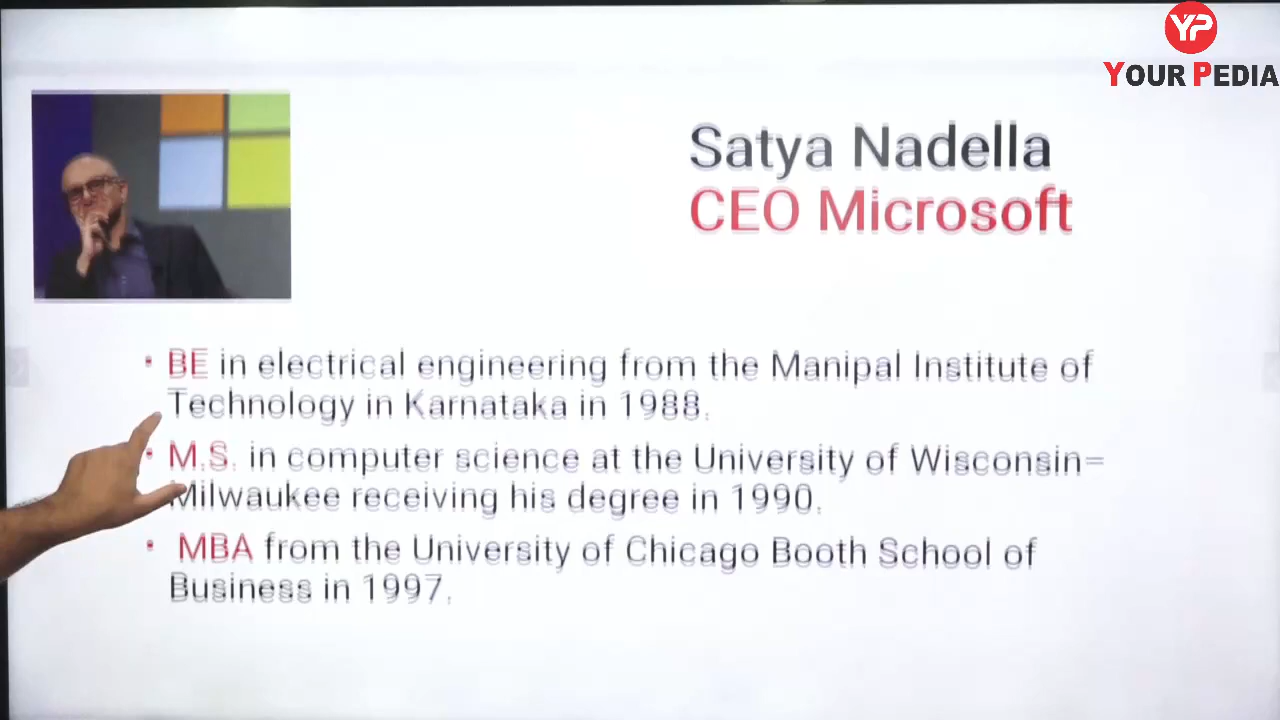 YP
YOUR PEDIA
Satya Nadella
CEO Microsoft
• BE in electrical engineering from the Manipal Institute of
Technology in Karnataka in 1988.
• M.S. in computer science at the University of Wisconsin–
Milwaukee receiving his degree in 1990.
• MBA from the University of Chicago Booth School of
Business in 1997.